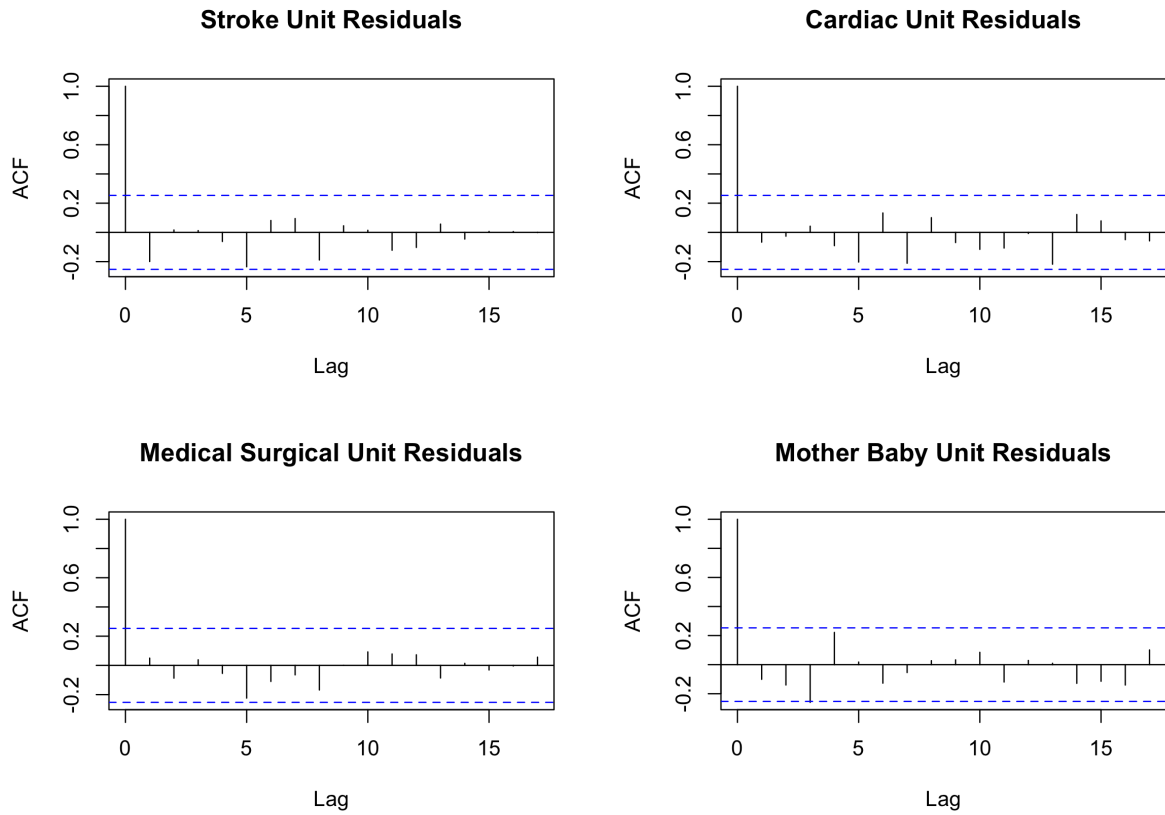 Stroke Unit Residuals
ACF
-0.2 0.2 0.6 1.0
0 5 10 15
Lag
Cardiac Unit Residuals
ACF
-0.2 0.2 0.6 1.0
0 5 10 15
Lag
Medical Surgical Unit Residuals
ACF
-0.2 0.2 0.6 1.0
0 5 10 15
Lag
Mother Baby Unit Residuals
ACF
-0.2 0.2 0.6 1.0
0 5 10 15
Lag